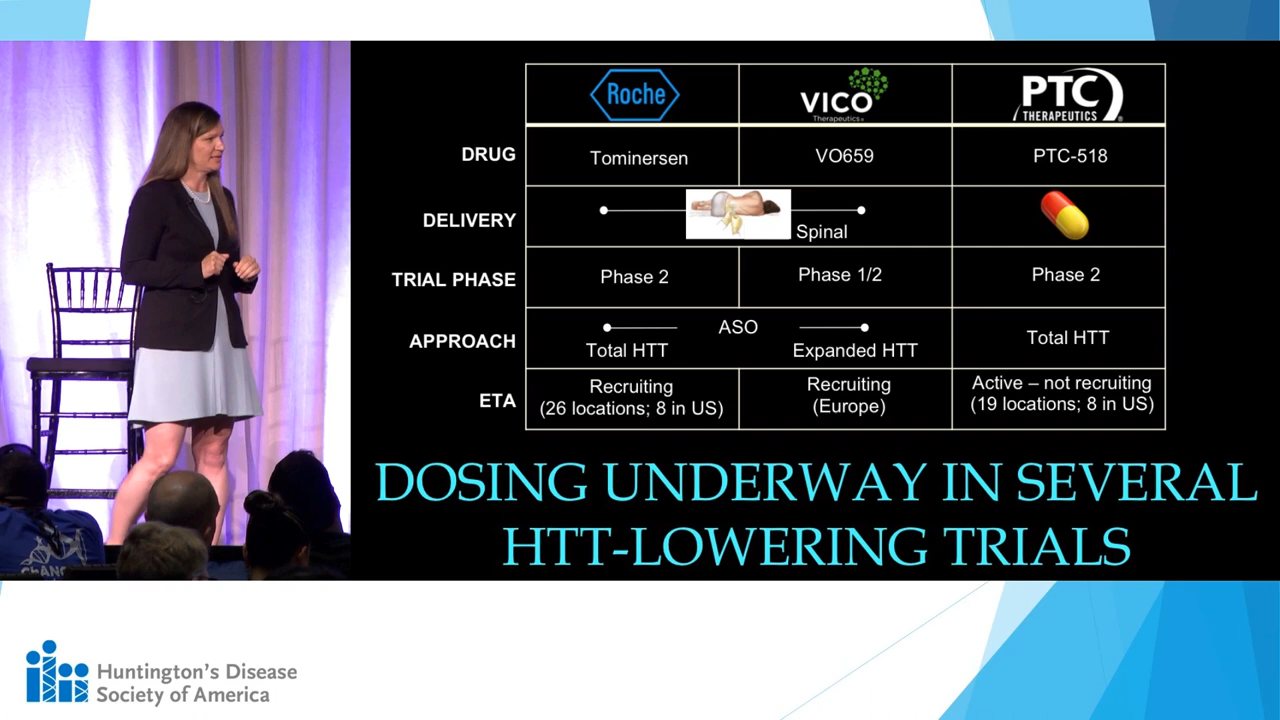 Roche
VICO
Therapeutics
PTC
THERAPEUTICS
DRUG
Tominersen
VO659
PTC-518
DELIVERY
Spinal
TRIAL PHASE
Phase 2
Phase 1/2
Phase 2
APPROACH
ASO
Total HTT
Expanded HTT
Total HTT
ETA
Recruiting
(26 locations; 8 in US)
Recruiting
(Europe)
Active – not recruiting
(19 locations; 8 in US)
DOSING UNDERWAY IN SEVERAL
HTT-LOWERING TRIALS
Huntington's Disease
Society of America